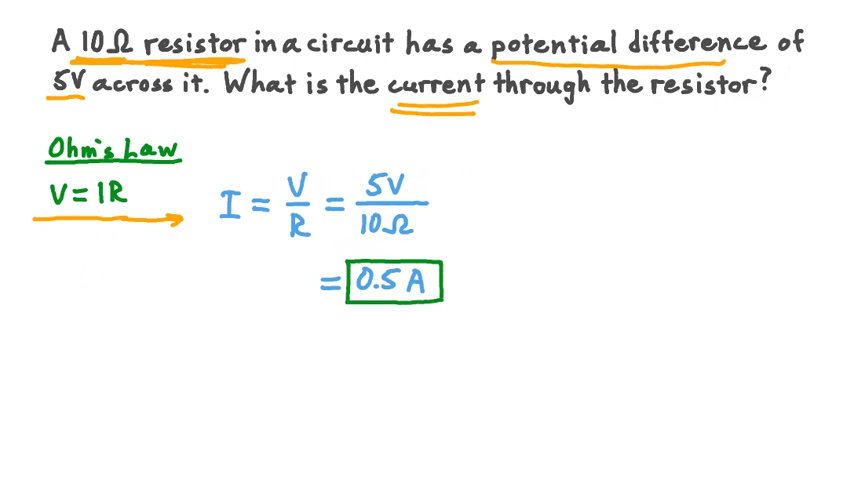 A 10Ω resistor in a circuit has a potential difference of
5V across it. What is the current through the resistor?
Ohm's Law
V = IR
I = V/R = 5V/10Ω
= 0.5 A